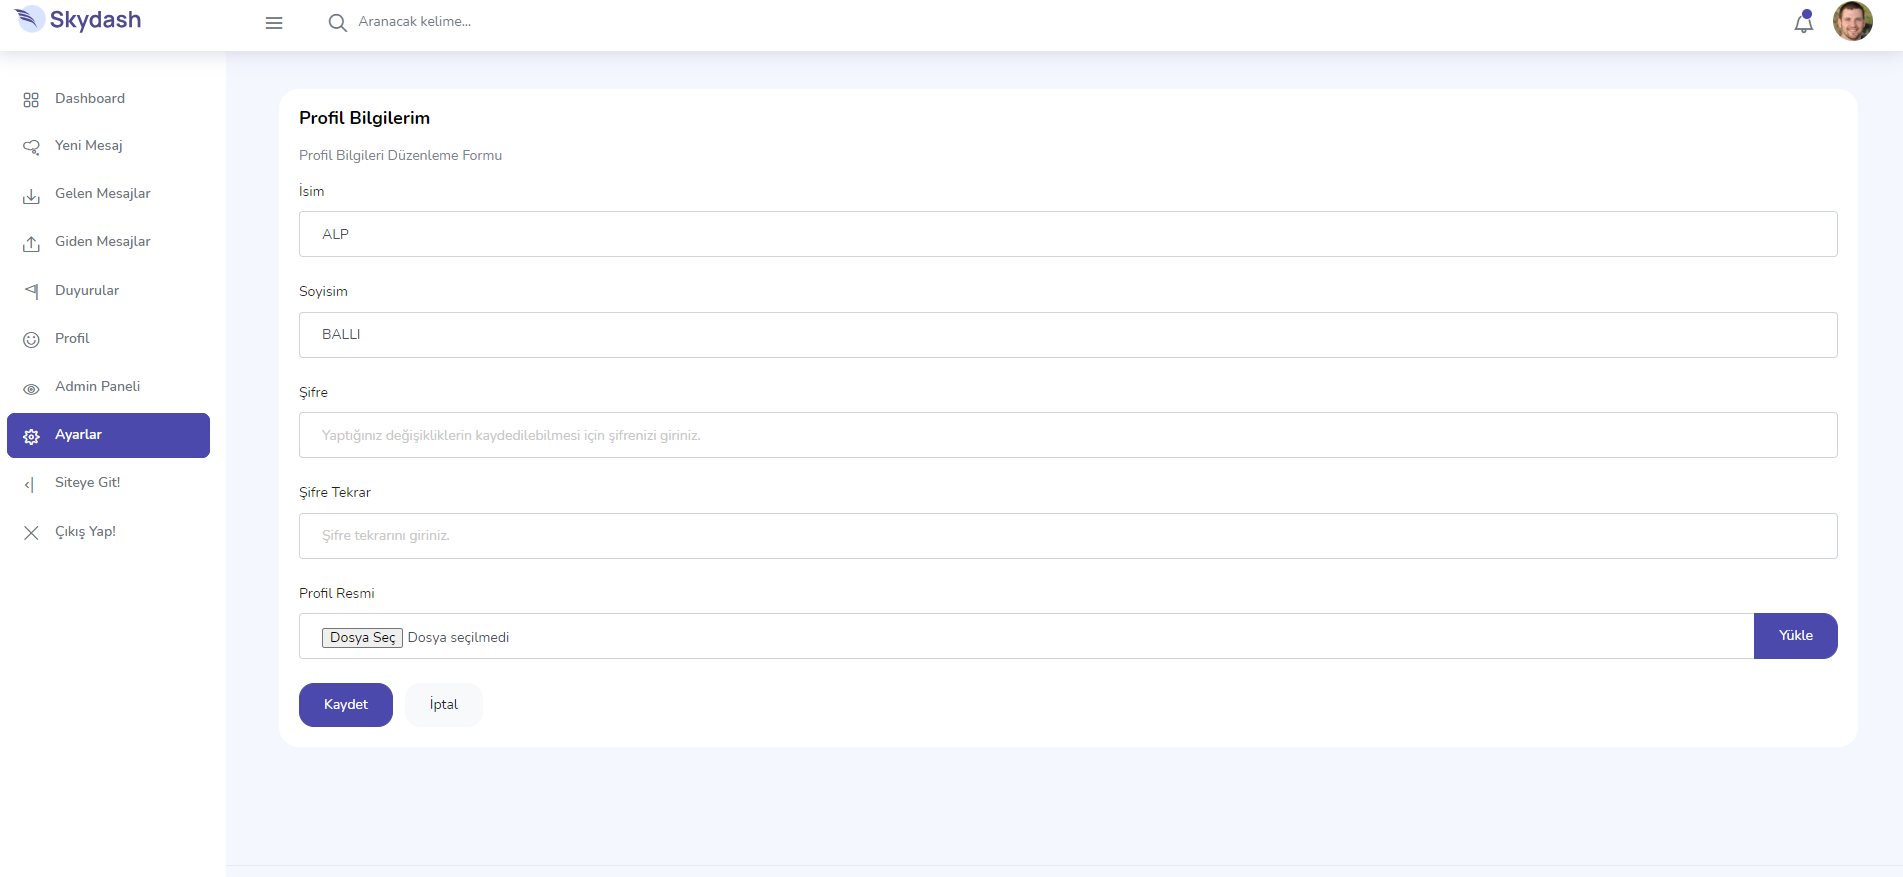 Skydash
Aranacak kelime...
Dashboard
Yeni Mesaj
Gelen Mesajlar
Giden Mesajlar
Duyurular
Profil
Admin Paneli
Ayarlar
Siteye Git!
Çıkış Yap!
Profil Bilgilerim
Profil Bilgileri Düzenleme Formu
İsim
ALP
Soyisim
BALLI
Şifre
Yaptığınız değişikliklerin kaydedilebilmesi için şifrenizi giriniz.
Şifre Tekrar
Şifre tekrarını giriniz.
Profil Resmi
Dosya Seç Dosya seçilmedi
Yükle
Kaydet İptal